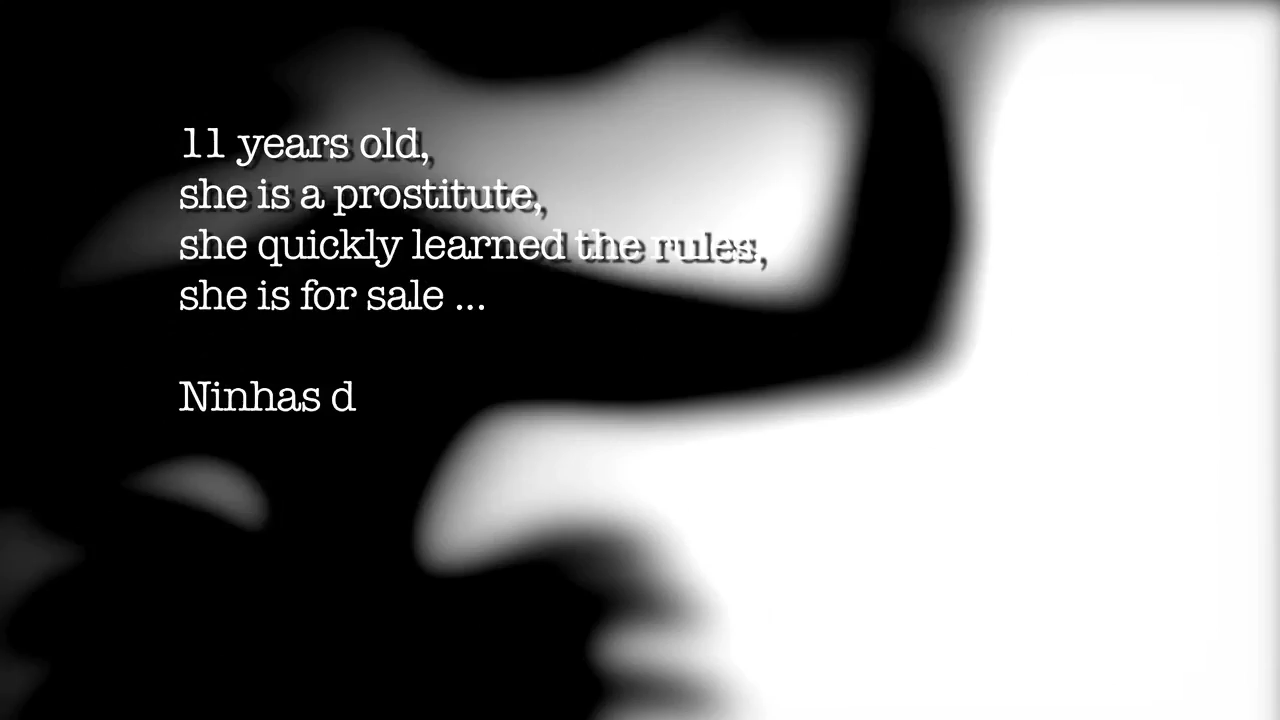 11 years old,
she is a prostitute,
she quickly learned the rules,
she is for sale ...
Ninhas d